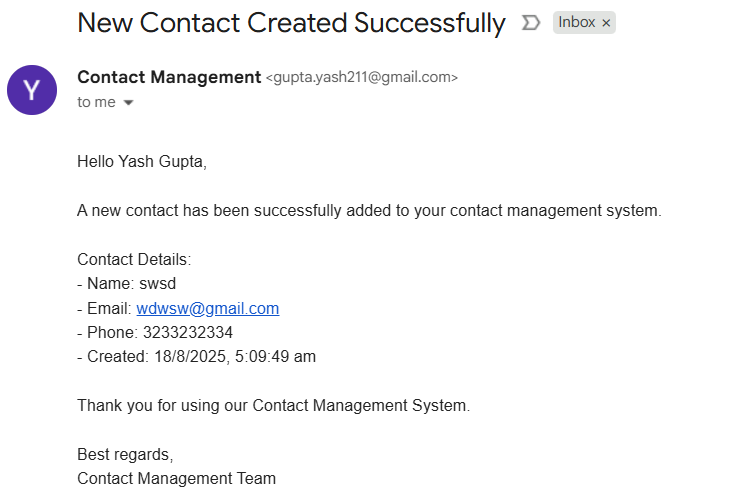 New Contact Created Successfully Inbox ×
Contact Management <gupta.yash211@gmail.com>
Y
to me
Hello Yash Gupta,
A new contact has been successfully added to your contact management system.
Contact Details:
- Name: swsd
- Email: wdwsw@gmail.com
- Phone: 3233232334
- Created: 18/8/2025, 5:09:49 am
Thank you for using our Contact Management System.
Best regards,
Contact Management Team